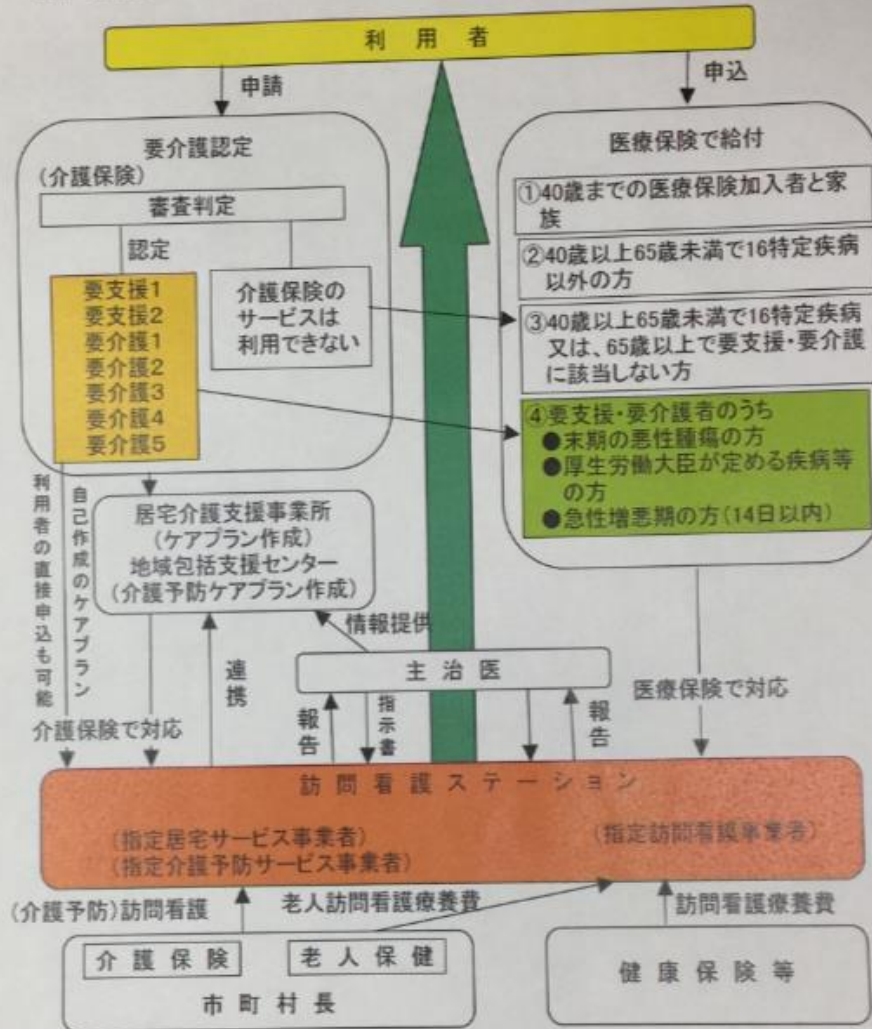 利用者
申請
申込
要介護認定
(介護保険)
審査判定
認定
要支援1
要支援2
要介護1
要介護2
要介護3
要介護4
要介護5
介護保険の
サービスは
利用できない
医療保険で給付
①40歳までの医療保険加入者と家
族
②40歳以上65歳未満で16特定疾病
以外の方
③40歳以上65歳未満で16特定疾病
又は、65歳以上で要支援・要介護
に該当しない方
④要支援・要介護者のうち
●末期の悪性腫瘍の方
●厚生労働大臣が定める疾病等
の方
●急性増悪期の方(14日以内)
利用者の直接申込も可能
自己作成のケアプラン
居宅介護支援事業所
(ケアプラン作成)
地域包括支援センター
(介護予防ケアプラン作成)
情報提供
主治医
連携
報告
指示書
報告
介護保険で対応
医療保険で対応
訪問看護ステーション
(指定居宅サービス事業者)
(指定介護予防サービス事業者)
(指定訪問看護事業者)
(介護予防)訪問看護
老人訪問看護療養費
訪問看護療養費
介護保険
老人保健
市町村長
健康保険等